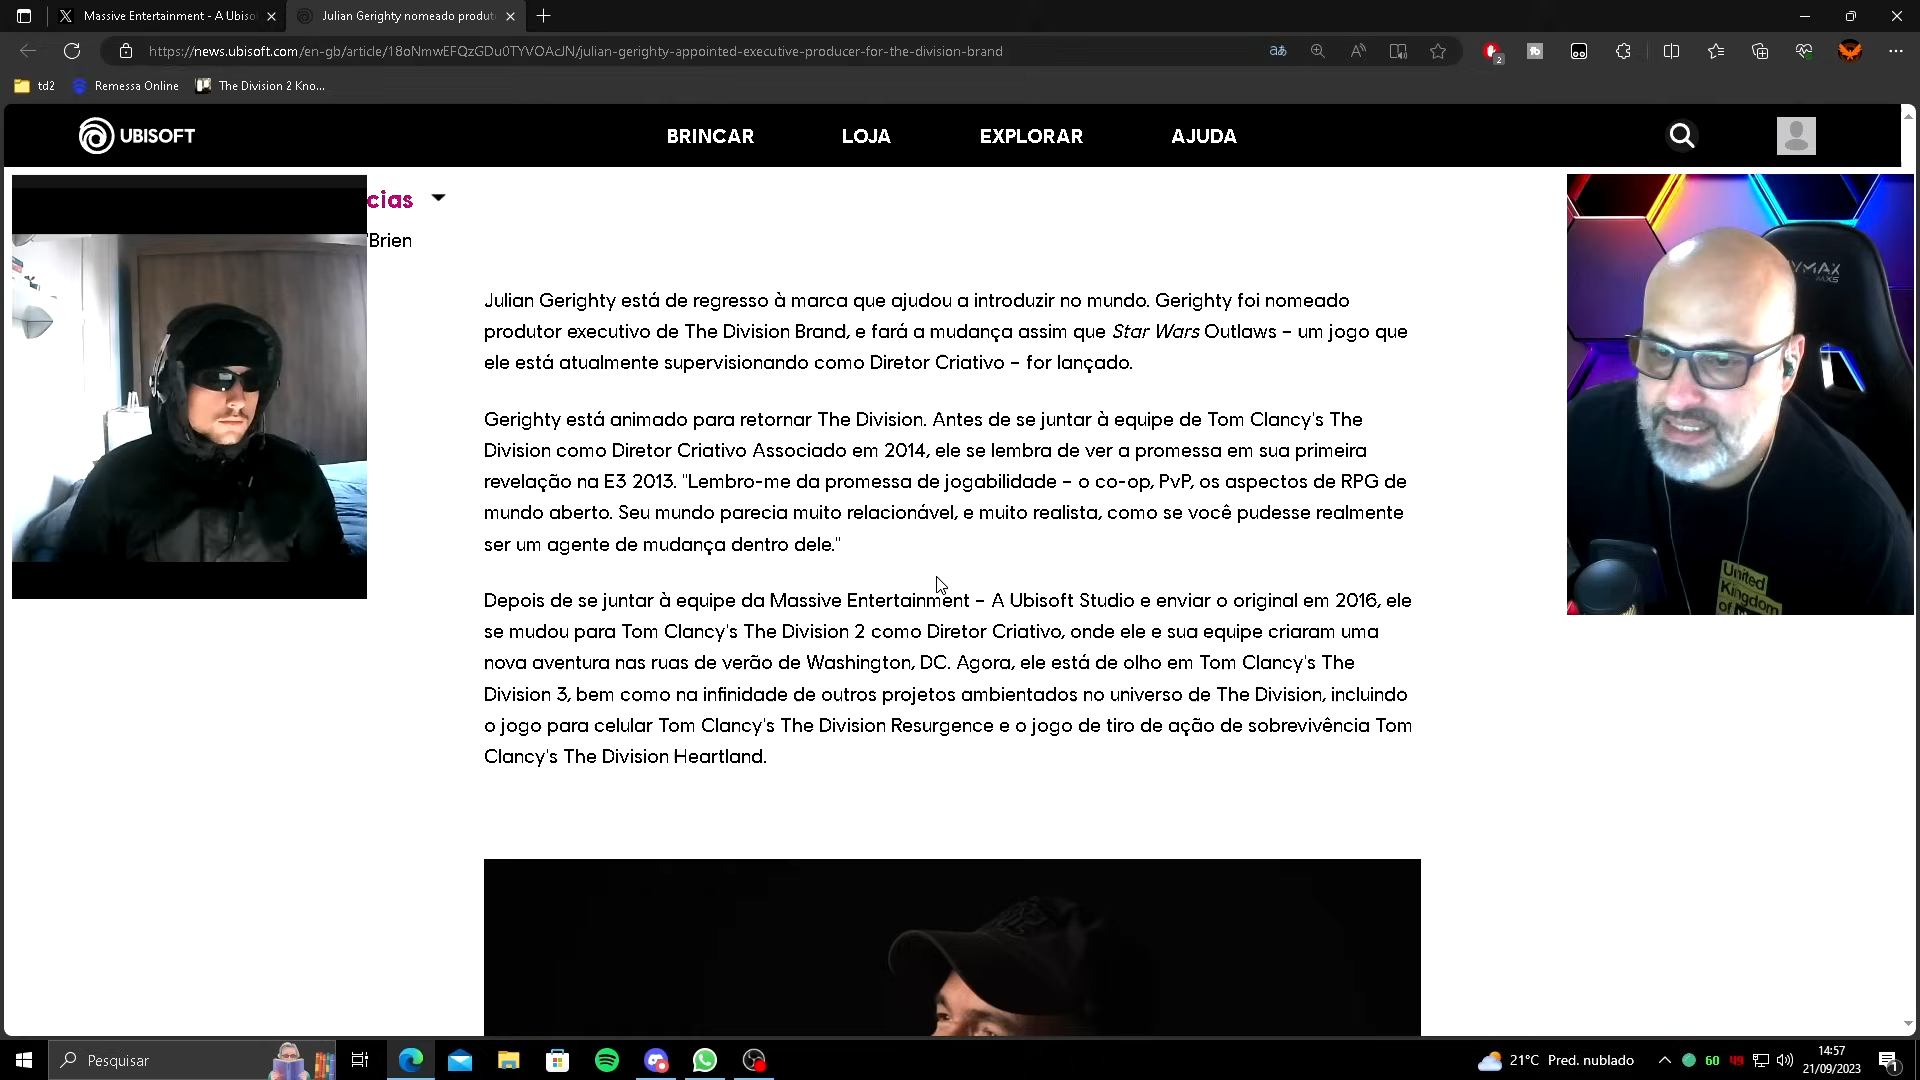 Massive Entertainment - A Ubiso
Julian Gerighty nomeado produto
https://news.ubisoft.com/en-gb/article/18oNmwEFQzGDu0TYVOAcJN/julian-gerighty-appointed-executive-producer-for-the-division-brand
2
td2
Remessa Online
The Division 2 Kno...
UBISOFT
BRINCAR
LOJA
EXPLORAR
AJUDA
cias
'Brien
Julian Gerighty está de regresso à marca que ajudou a introduzir no mundo. Gerighty foi nomeado
produtor executivo de The Division Brand, e fará a mudança assim que Star Wars Outlaws – um jogo que
ele está atualmente supervisionando como Diretor Criativo – for lançado.
Gerighty está animado para retornar The Division. Antes de se juntar à equipe de Tom Clancy's The
Division como Diretor Criativo Associado em 2014, ele se lembra de ver a promessa em sua primeira
revelação na E3 2013. "Lembro-me da promessa de jogabilidade – o co-op, PvP, os aspectos de RPG de
mundo aberto. Seu mundo parecia muito relacionável, e muito realista, como se você pudesse realmente
ser um agente de mudança dentro dele."
Depois de se juntar à equipe da Massive Entertainment – A Ubisoft Studio e enviar o original em 2016, ele
se mudou para Tom Clancy's The Division 2 como Diretor Criativo, onde ele e sua equipe criaram uma
nova aventura nas ruas de verão de Washington, DC. Agora, ele está de olho em Tom Clancy's The
Division 3, bem como na infinidade de outros projetos ambientados no universo de The Division, incluindo
o jogo para celular Tom Clancy's The Division Resurgence e o jogo de tiro de ação de sobrevivência Tom
Clancy's The Division Heartland.
YMAX
MX5
United
Kingdom
of
Pesquisar
21°C Pred. nublado
60
49
14:57
21/09/2023
1